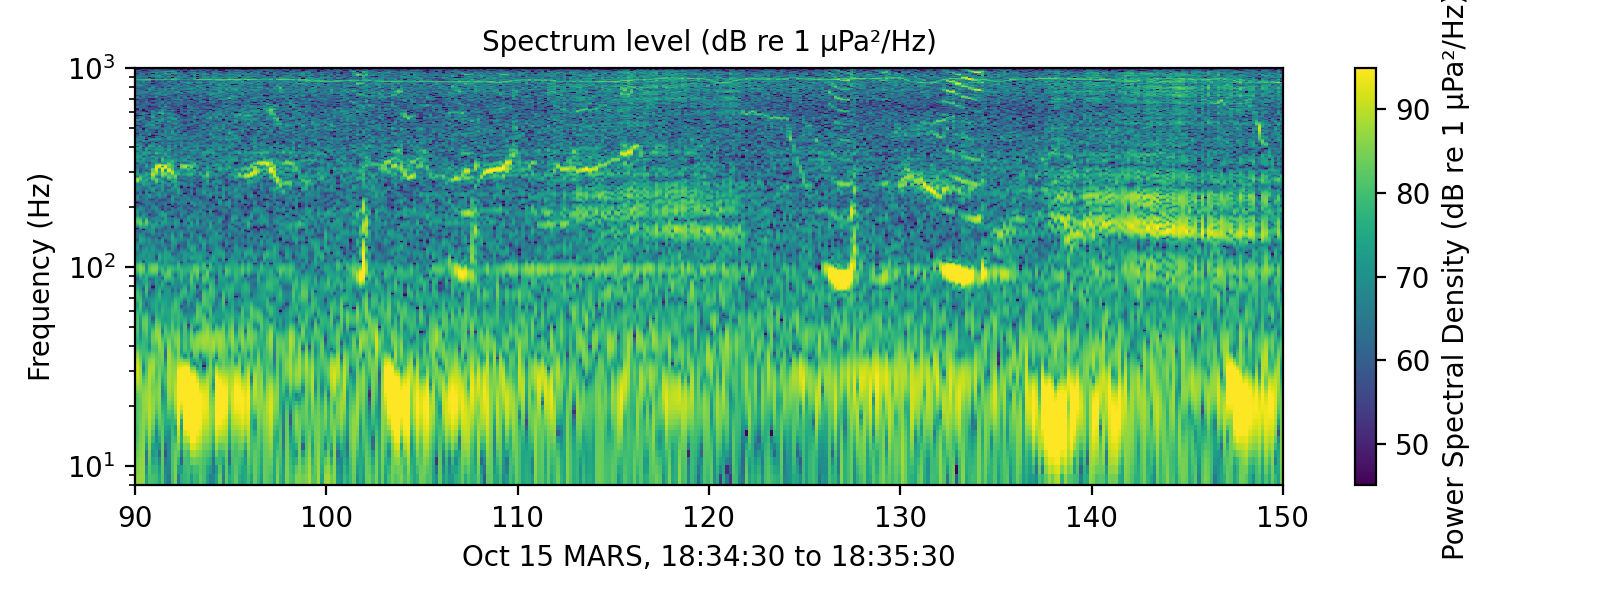 Spectrum level (dB re 1 µPa²/Hz)
10³
10²
10¹
Frequency (Hz)
90 100 110 120 130 140 150
Oct 15 MARS, 18:34:30 to 18:35:30
90
80
70
60
50
Power Spectral Density (dB re 1 µPa²/Hz)